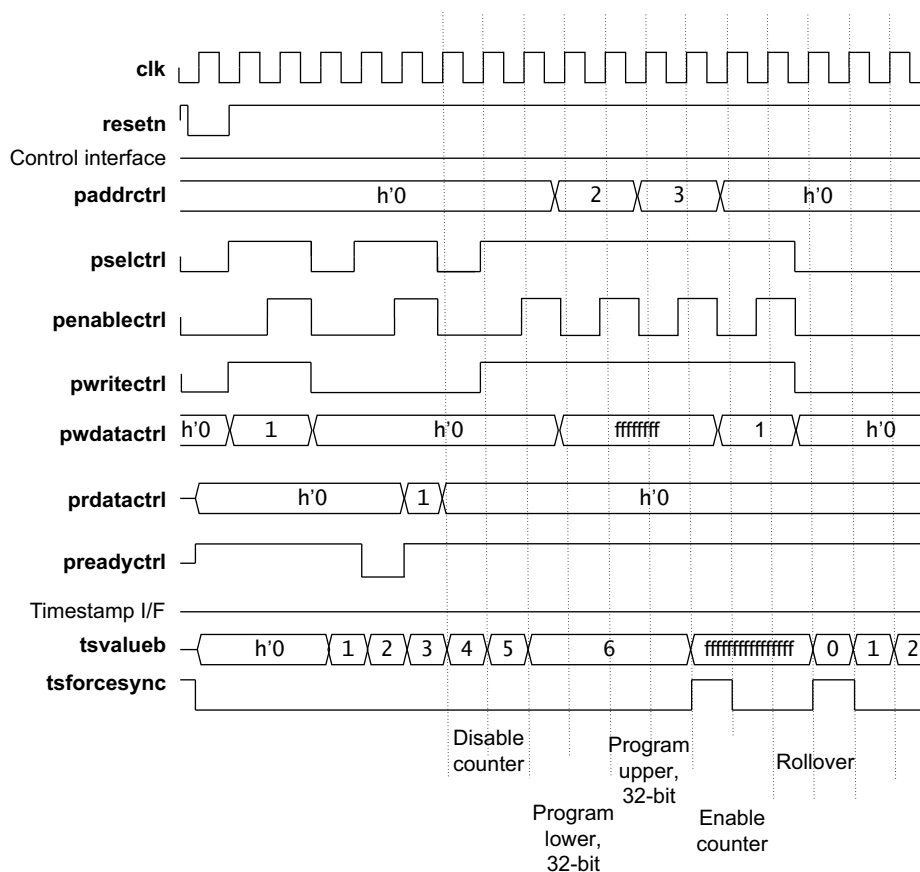 clk
resetn
Control interface
paddrctrl h'0 2 3 h'0
pselctrl
penablectrl
pwritectrl
pwdatactrl h'0 1 h'0 ffffffff 1 h'0
prdatactrl h'0 1 h'0
preadyctrl
Timestamp I/F
tsvalueb h'0 1 2 3 4 5 6 ffffffffffffffff 0 1 2
tsforcesync
Disable
counter
Program
upper,
32-bit
Rollover
Program
lower,
32-bit
Enable
counter